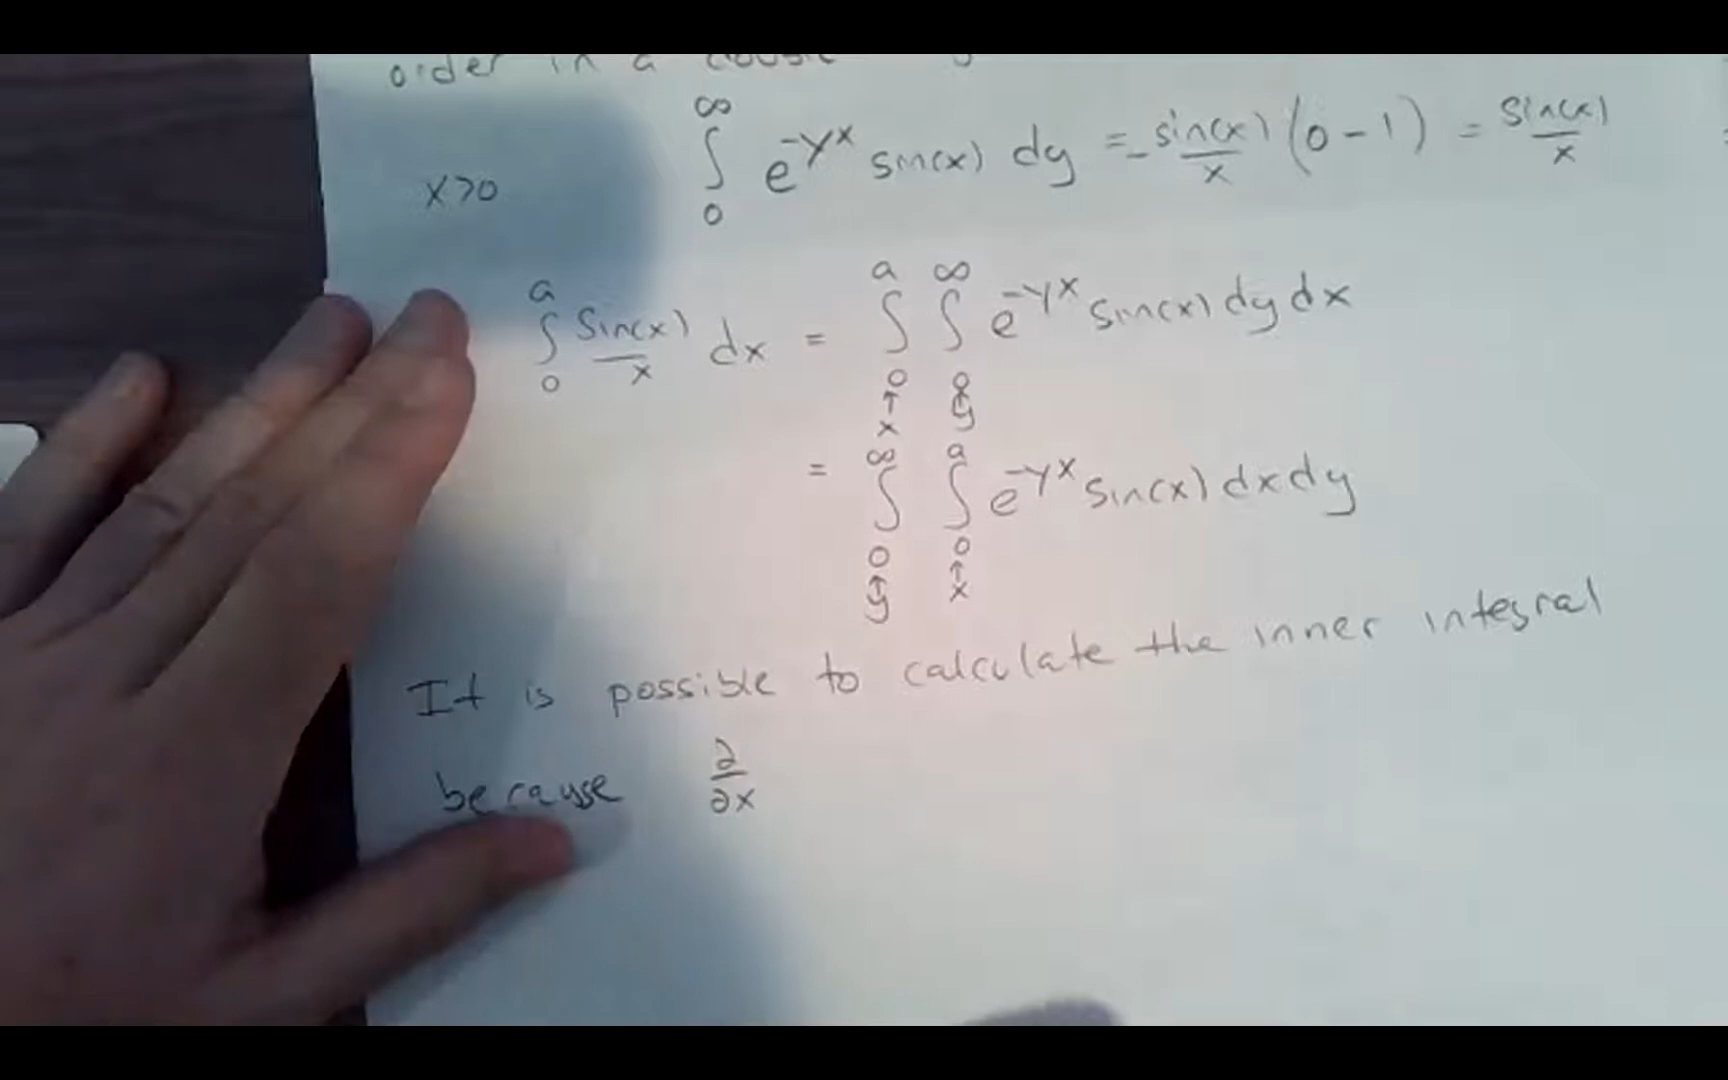 order in a
x>0 ∞ ∫ 0 e^-yx sin(x) dy = - sin(x)/x (0-1) = sin(x)/x
a ∫ 0 sin(x)/x dx = a ∫ 0 ↑ x ∞ ∫ 0 ↑ y e^-yx sin(x) dy dx
= ∞ ∫ 0 ↑ y a ∫ 0 ↑ x e^-yx sin(x) dx dy
It is possible to calculate the inner integral
because ∂/∂x